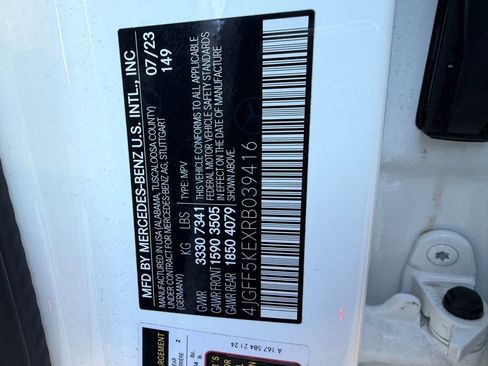 MFD BY MERCEDES-BENZ U.S. INTL., INC
MANUFACTURED IN USA (ALABAMA, TUSCALOOSA COUNTY)
UNDER CONTRACT FOR MERCEDES-BENZ AG, STUTTGART
(GERMANY)
07/23
149
KG LBS TYPE: MPV
GVWR 3330 7341
GAWR FRONT 1590 3505
GAWR REAR 1850 4079
THIS VEHICLE CONFORMS TO ALL APPLICABLE
FEDERAL MOTOR VEHICLE SAFETY STANDARDS
IN EFFECT ON THE DATE OF MANUFACTURE
SHOWN ABOVE.
4JGFF5KEXRB039416
A 167 584 21 24
2